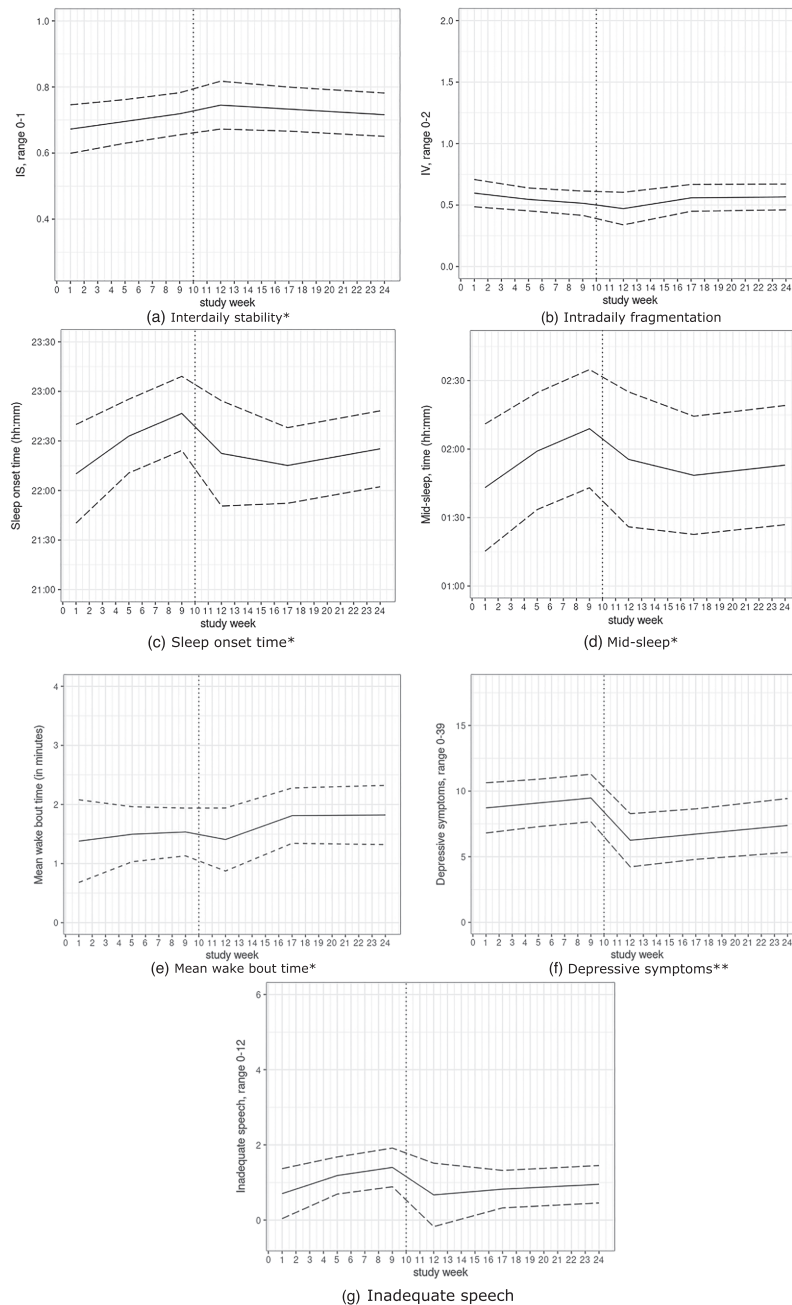 1.0
0.8
0.6
0.4
IS, range 0-1
0 1 2 3 4 5 6 7 8 9 10 11 12 13 14 15 16 17 18 19 20 21 22 23 24
study week
(a) Interdaily stability*
2.0
1.5
1.0
0.5
0.0
IV, range 0-2
0 1 2 3 4 5 6 7 8 9 10 11 12 13 14 15 16 17 18 19 20 21 22 23 24
study week
(b) Intradaily fragmentation
23:30
23:00
22:30
22:00
21:30
21:00
Sleep onset time (hh:mm)
0 1 2 3 4 5 6 7 8 9 10 11 12 13 14 15 16 17 18 19 20 21 22 23 24
study week
(c) Sleep onset time*
02:30
02:00
01:30
01:00
Mid-sleep, time (hh:mm)
0 1 2 3 4 5 6 7 8 9 10 11 12 13 14 15 16 17 18 19 20 21 22 23 24
study week
(d) Mid-sleep*
4
3
2
1
0
Mean wake bout time (in minutes)
0 1 2 3 4 5 6 7 8 9 10 11 12 13 14 15 16 17 18 19 20 21 22 23 24
study week
(e) Mean wake bout time*
15
10
5
0
Depressive symptoms, range 0-39
0 1 2 3 4 5 6 7 8 9 10 11 12 13 14 15 16 17 18 19 20 21 22 23 24
study week
(f) Depressive symptoms**
6
4
2
0
Inadequate speech, range 0-12
0 1 2 3 4 5 6 7 8 9 10 11 12 13 14 15 16 17 18 19 20 21 22 23 24
study week
(g) Inadequate speech